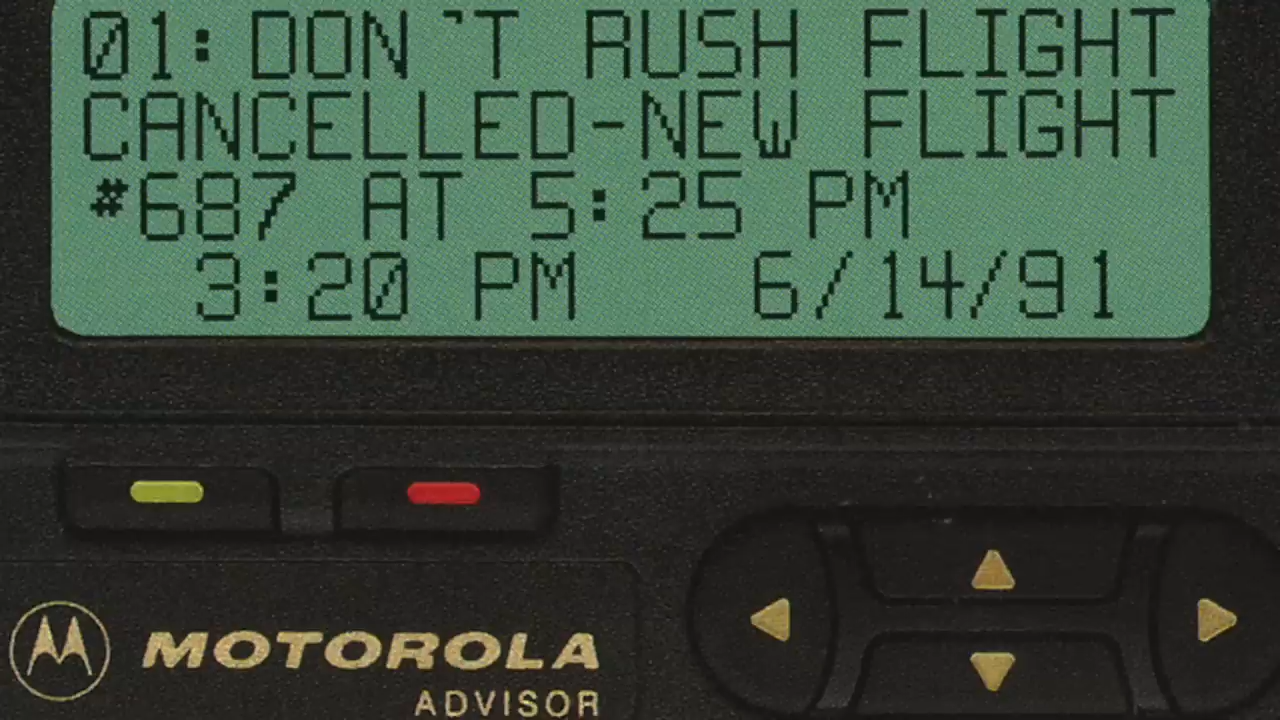 01: DON'T RUSH FLIGHT
CANCELLED-NEW FLIGHT
#687 AT 5:25 PM
3:20 PM 6/14/91
MOTOROLA
ADVISOR